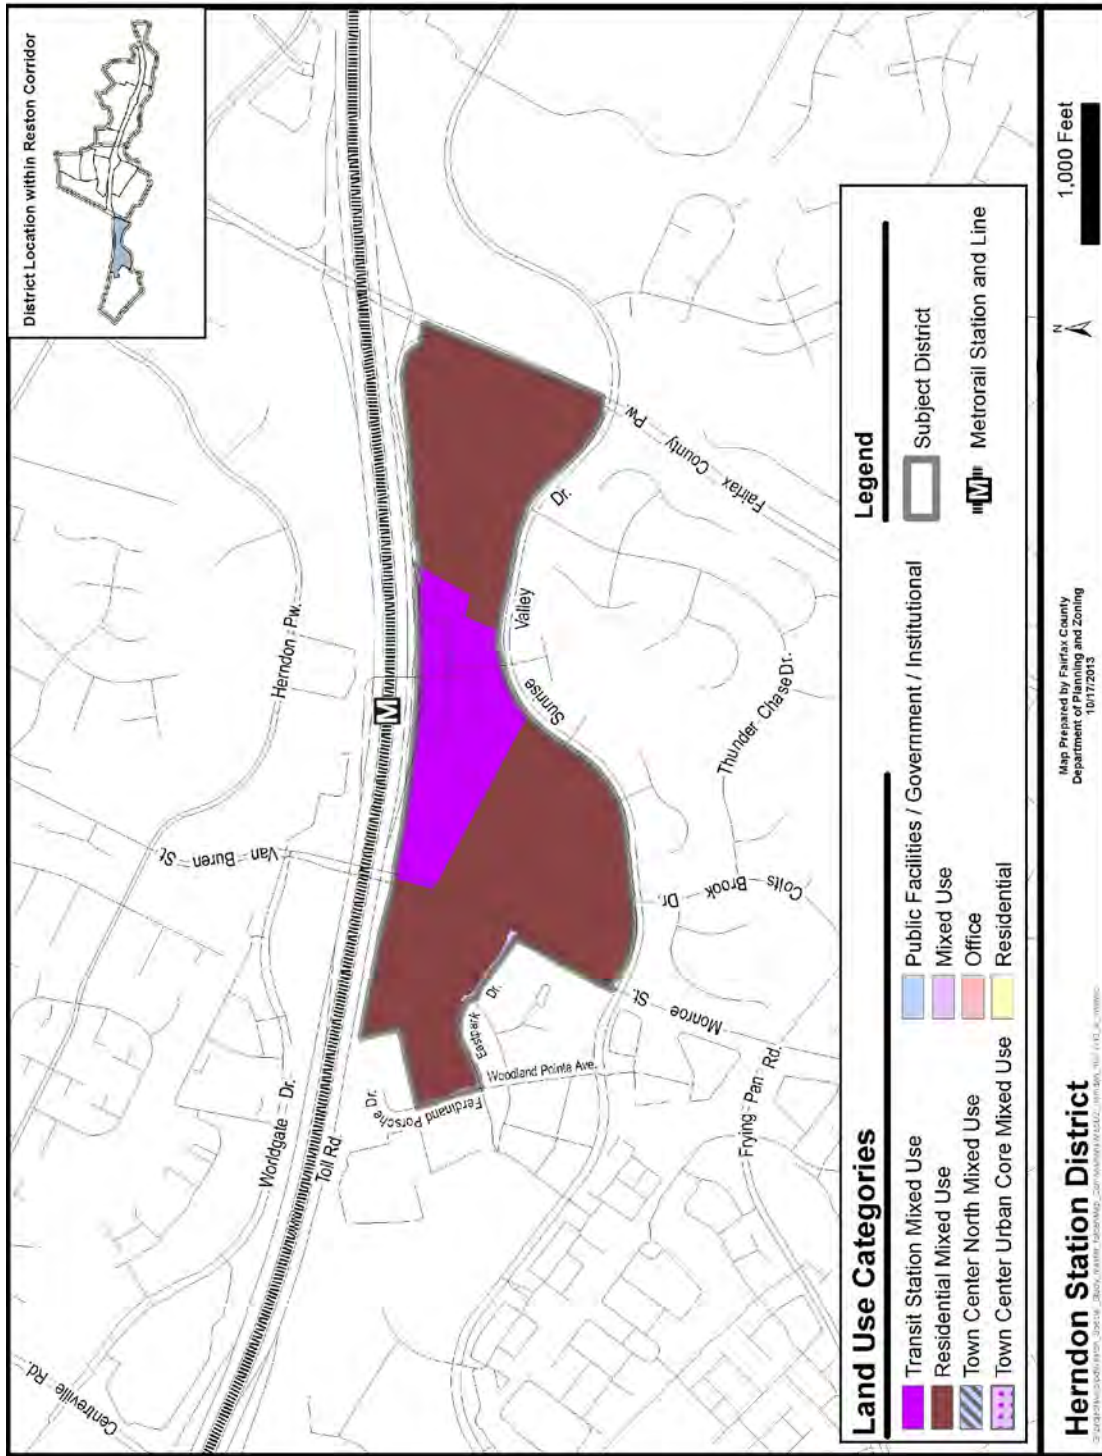 District Location within Reston Corridor
Centreville Rd.
Worldgate Dr.
Toll Rd.
Van Buren St.
Herndon Pw.
M
Ferdinand Porsche Dr.
Eastpark Dr.
Woodland Pointe Ave.
Sunrise Valley Dr.
Fairfax County Pw.
Monroe St.
Coits Brook Dr.
Thunder Chase Dr.
Frying Pan Rd.
Land Use Categories
Transit Station Mixed Use
Residential Mixed Use
Town Center North Mixed Use
Town Center Urban Core Mixed Use
Public Facilities / Government / Institutional
Mixed Use
Office
Residential
Legend
Subject District
M Metrorail Station and Line
Herndon Station District
Map Prepared by Fairfax County
Department of Planning and Zoning
10/17/2013
N
1,000 Feet